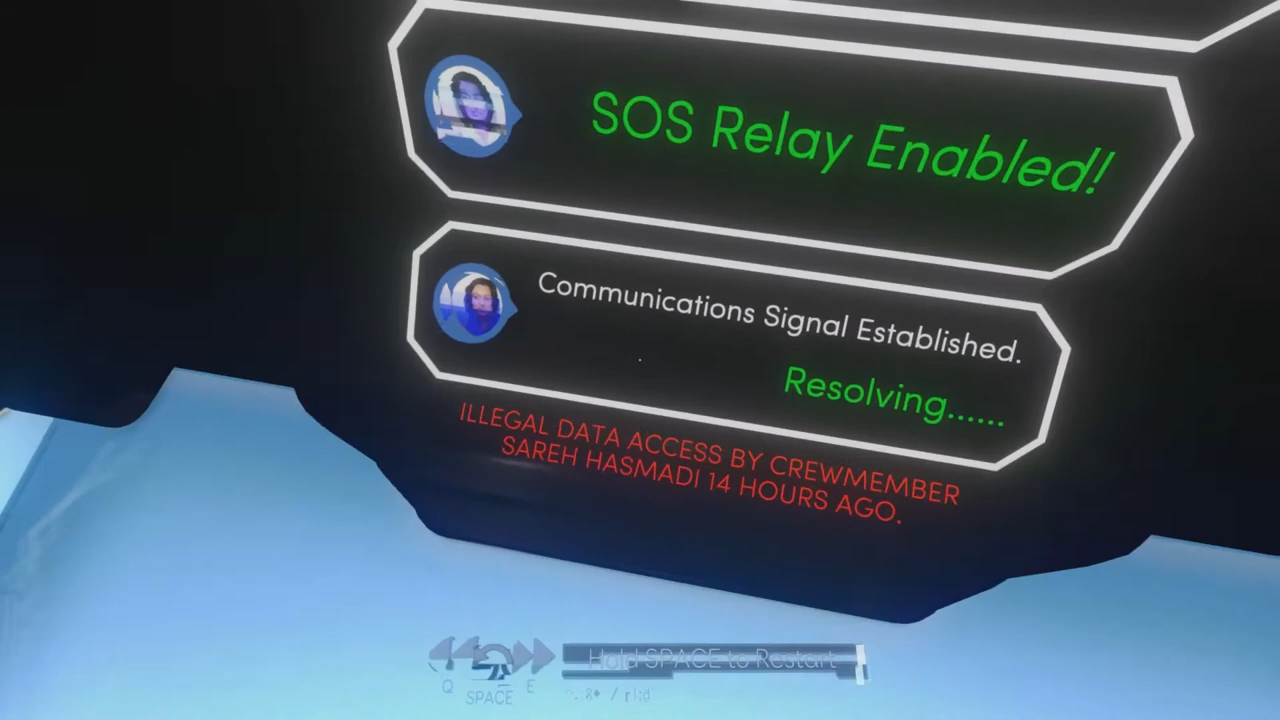 SOS Relay Enabled!
Communications Signal Established.
Resolving......
ILLEGAL DATA ACCESS BY CREWMEMBER
SAREH HASMADI 14 HOURS AGO.
Hold SPACE to Restart
Q
E
SPACE